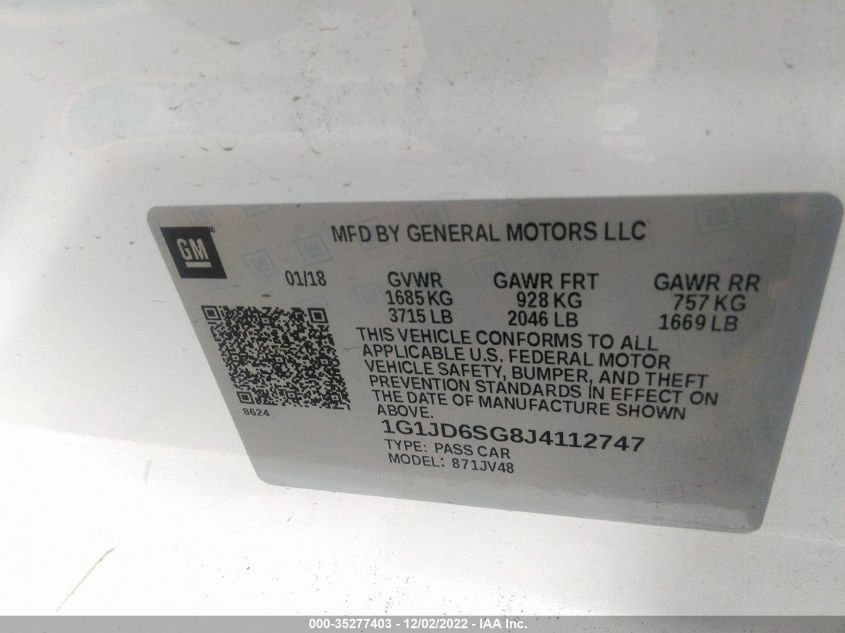 GM
MFD BY GENERAL MOTORS LLC
01/18 GVWR GAWR FRT GAWR RR
1685 KG 928 KG 757 KG
3715 LB 2046 LB 1669 LB
THIS VEHICLE CONFORMS TO ALL
APPLICABLE U.S. FEDERAL MOTOR
VEHICLE SAFETY, BUMPER, AND THEFT
PREVENTION STANDARDS IN EFFECT ON
THE DATE OF MANUFACTURE SHOWN
ABOVE.
8624
1G1JD6SG8J4112747
TYPE: PASS CAR
MODEL: 871JV48
000-35277403 - 12/02/2022 - IAAI.com.